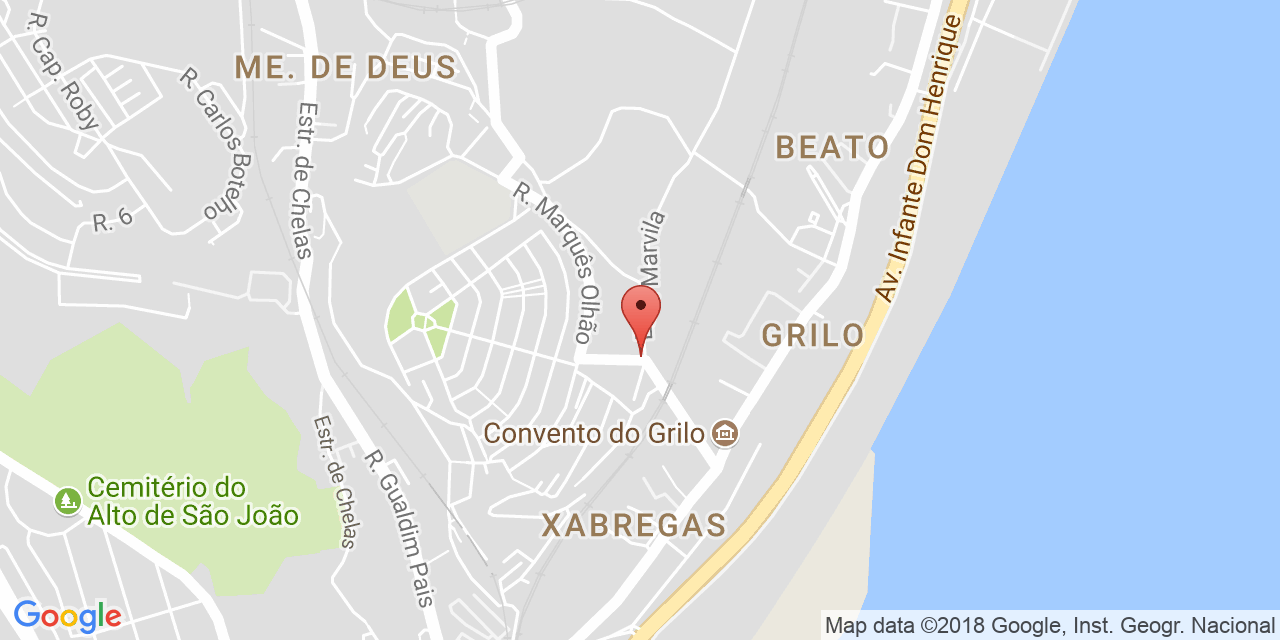 R. Cap. Roby
ME. DE DEUS
R. Carlos Botelho
Estr. de Chelas
Av. Infante Dom Henrique
BEATO
R. Marquês Olhão
R. 6
Marvila
GRILO
Convento do Grilo
Estr. de Chelas
R. Gualdim Pais
Cemitério do
Alto de São João
XABREGAS
Google
Map data ©2018 Google, Inst. Geogr. Nacional